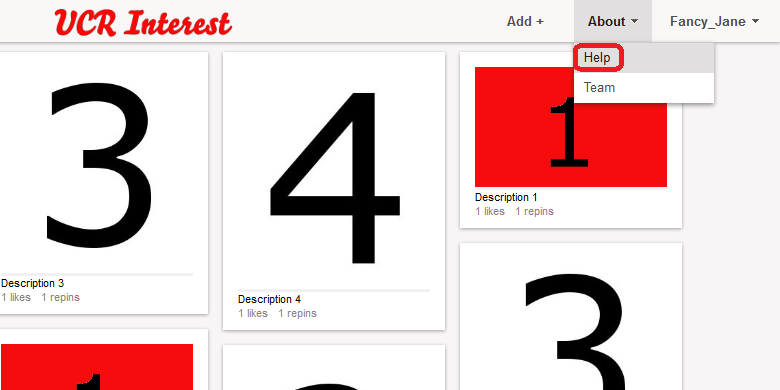 UCR Interest
Add +
About
Fancy_Jane
Help
Team
3
Description 3
1 likes 1 repins
4
Description 4
1 likes 1 repins
1
Description 1
1 likes 1 repins
3
1